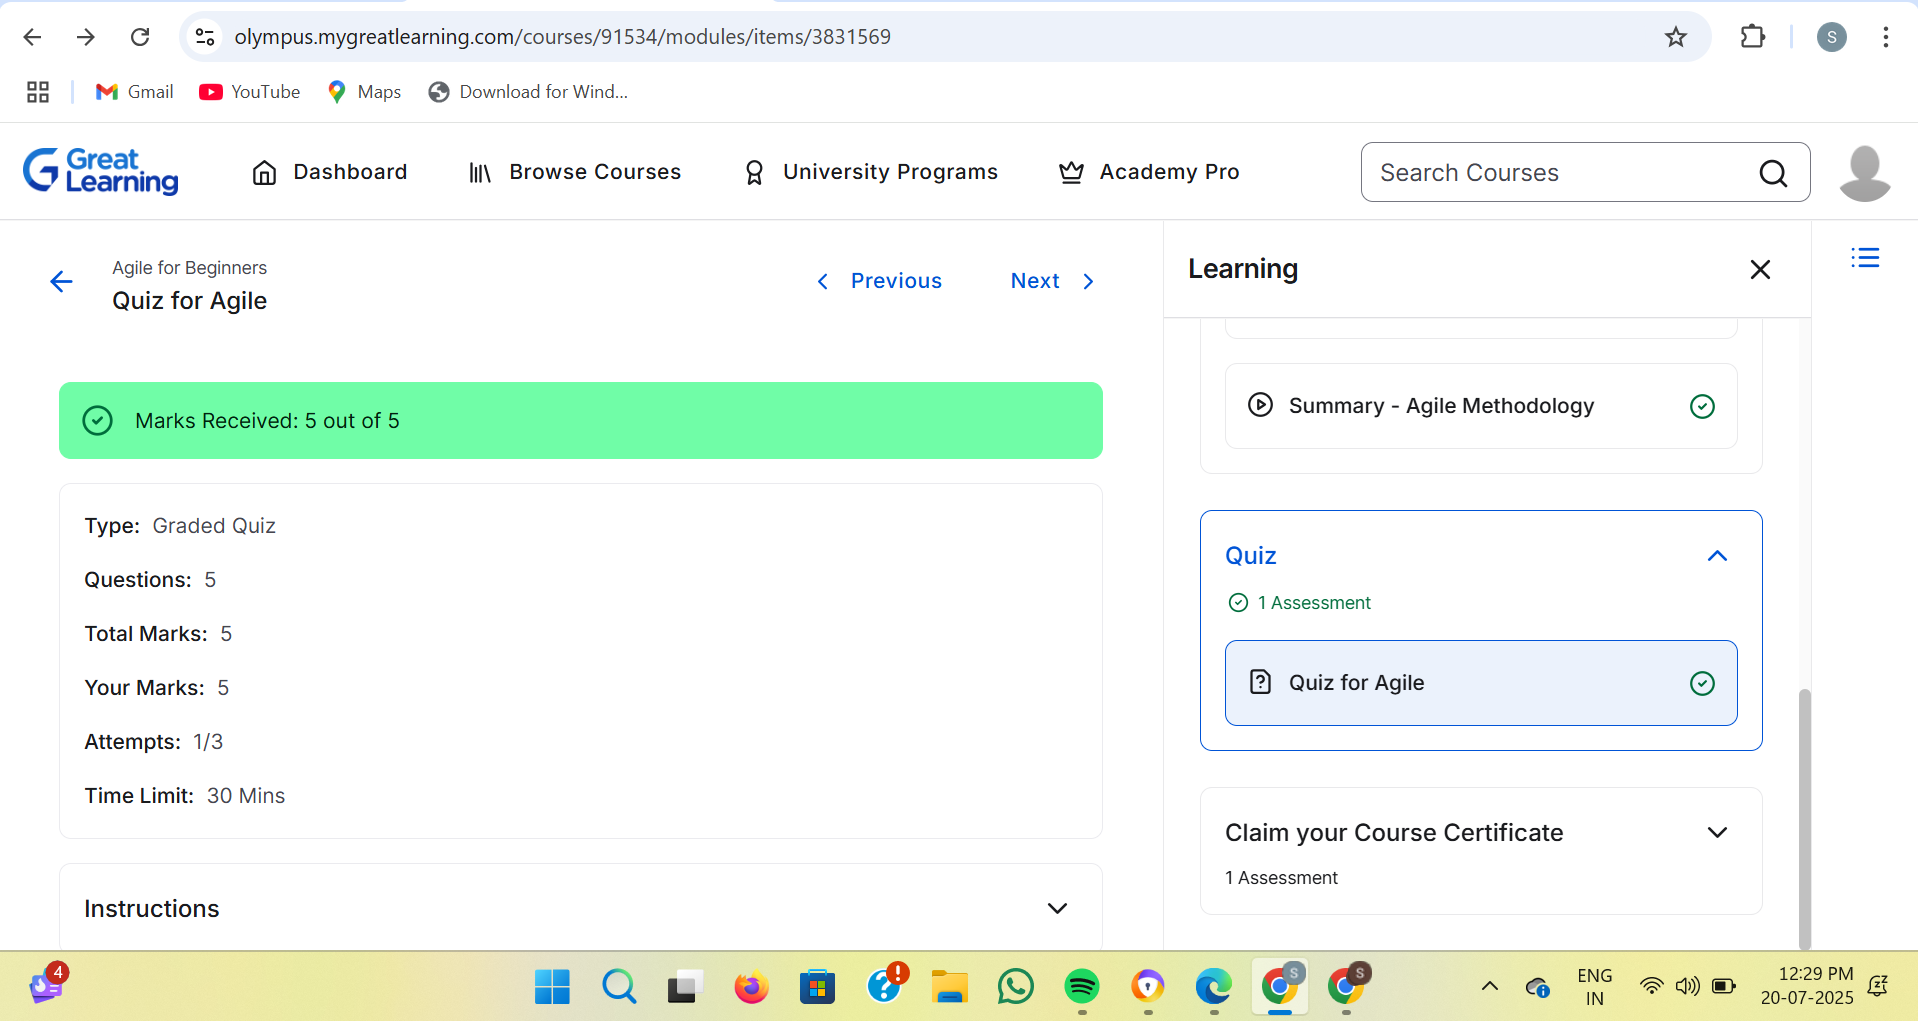 olympus.mygreatlearning.com/courses/91534/modules/items/3831569
S
Gmail
YouTube
Maps
Download for Wind...
Great
Learning
Dashboard
Browse Courses
University Programs
Academy Pro
Search Courses
Agile for Beginners
Quiz for Agile
Previous
Next
Marks Received: 5 out of 5
Type: Graded Quiz
Questions: 5
Total Marks: 5
Your Marks: 5
Attempts: 1/3
Time Limit: 30 Mins
Instructions
Learning
Summary - Agile Methodology
Quiz
1 Assessment
Quiz for Agile
Claim your Course Certificate
1 Assessment
4
S
S
ENG
IN
12:29 PM
20-07-2025